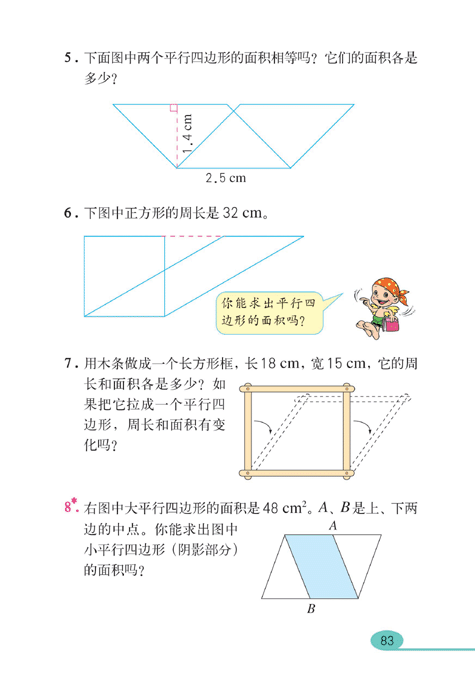 5. 下面图中两个平行四边形的面积相等吗？它们的面积各是
多少？
1.4 cm
2.5 cm
6. 下图中正方形的周长是 32 cm。
你能求出平行四
边形的面积吗？
7. 用木条做成一个长方形框，长 18 cm，宽 15 cm，它的周
长和面积各是多少？如
果把它拉成一个平行四
边形，周长和面积有变
化吗？
8*. 右图中大平行四边形的面积是 48 cm²。A、B 是上、下两
边的中点。你能求出图中
小平行四边形（阴影部分）
的面积吗？
A
B
83